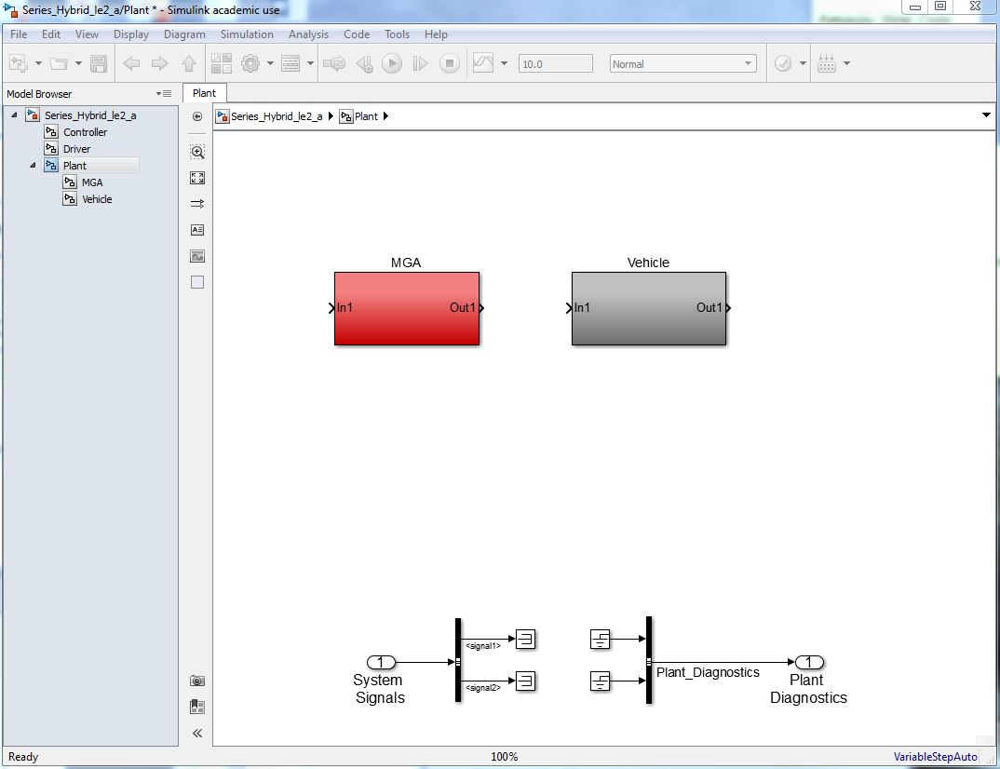 Series_Hybrid_le2_a/Plant * - Simulink academic use
File Edit View Display Diagram Simulation Analysis Code Tools Help
10.0 Normal
Model Browser
Plant
Series_Hybrid_le2_a Plant
Series_Hybrid_le2_a
Controller
Driver
Plant
MGA
Vehicle
MGA Vehicle
In1 Out1 In1 Out1
<signal1>
<signal2>
1
System
Signals
Plant_Diagnostics
1
Plant
Diagnostics
Ready 100% VariableStepAuto